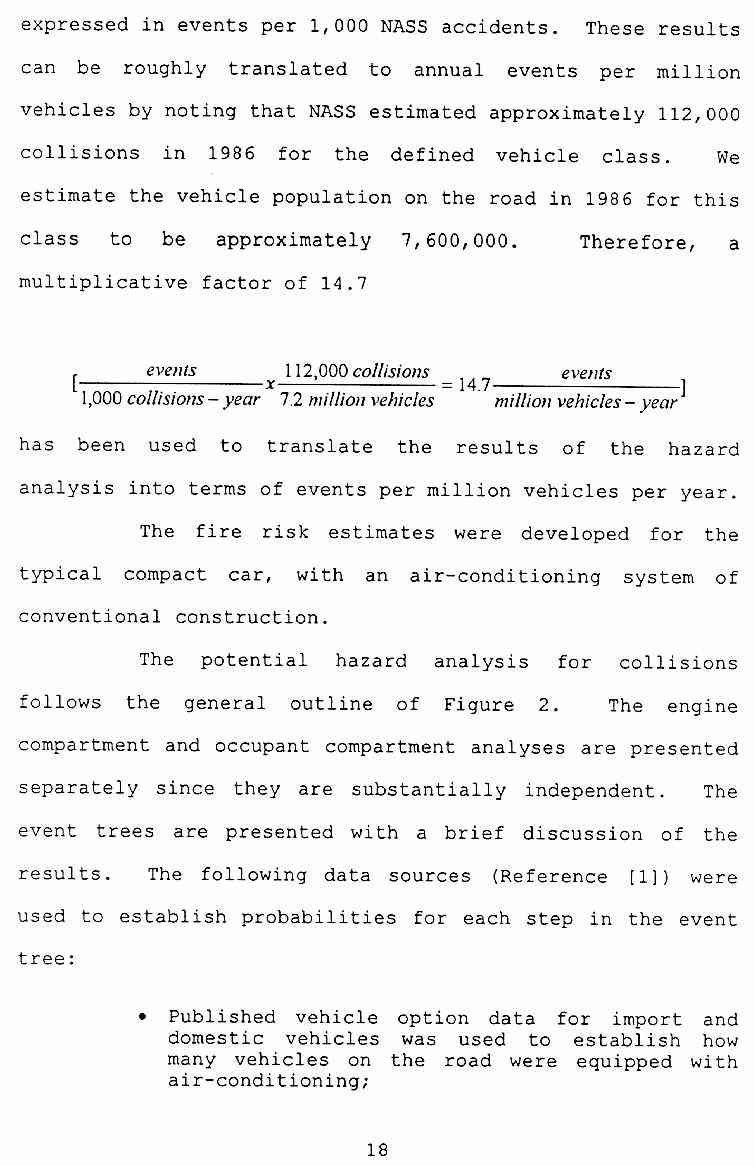 expressed in events per 1,000 NASS accidents. These results
can be roughly translated to annual events per million
vehicles by noting that NASS estimated approximately 112,000
collisions in 1986 for the defined vehicle class. We
estimate the vehicle population on the road in 1986 for this
class to be approximately 7,600,000. Therefore, a
multiplicative factor of 14.7
[events / 1,000 collisions – year x 112,000 collisions / 7.2 million vehicles = 14.7 events / million vehicles – year]
has been used to translate the results of the hazard
analysis into terms of events per million vehicles per year.
The fire risk estimates were developed for the
typical compact car, with an air-conditioning system of
conventional construction.
The potential hazard analysis for collisions
follows the general outline of Figure 2. The engine
compartment and occupant compartment analyses are presented
separately since they are substantially independent. The
event trees are presented with a brief discussion of the
results. The following data sources (Reference [1]) were
used to establish probabilities for each step in the event
tree:
• Published vehicle option data for import and
domestic vehicles was used to establish how
many vehicles on the road were equipped with
air-conditioning;
18